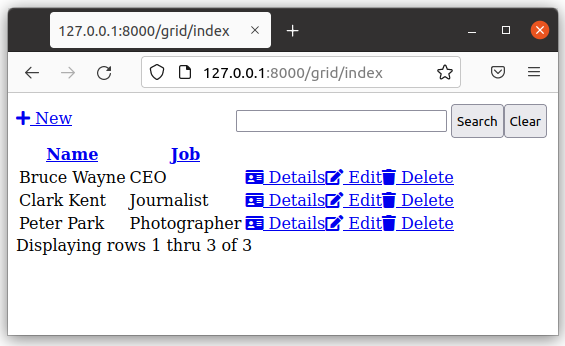 127.0.0.1:8000/grid/index
127.0.0.1:8000/grid/index
New Search Clear
Name Job
Bruce Wayne CEO Details Edit Delete
Clark Kent Journalist Details Edit Delete
Peter Park Photographer Details Edit Delete
Displaying rows 1 thru 3 of 3